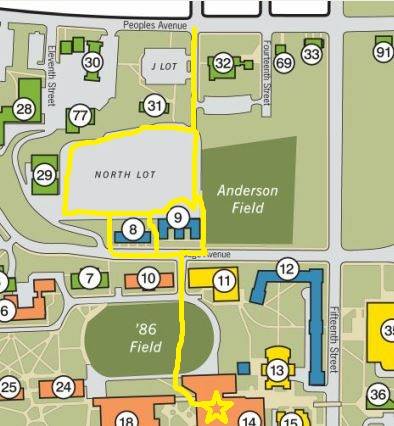 Peoples Avenue
Eleventh Street
30
J LOT
32
Fourteenth Street
69
33
91
28
77
31
29
NORTH LOT
Anderson
Field
8
9
Avenue
7
10
11
12
6
'86
Field
Fifteenth Street
13
25
24
36
18
14
15